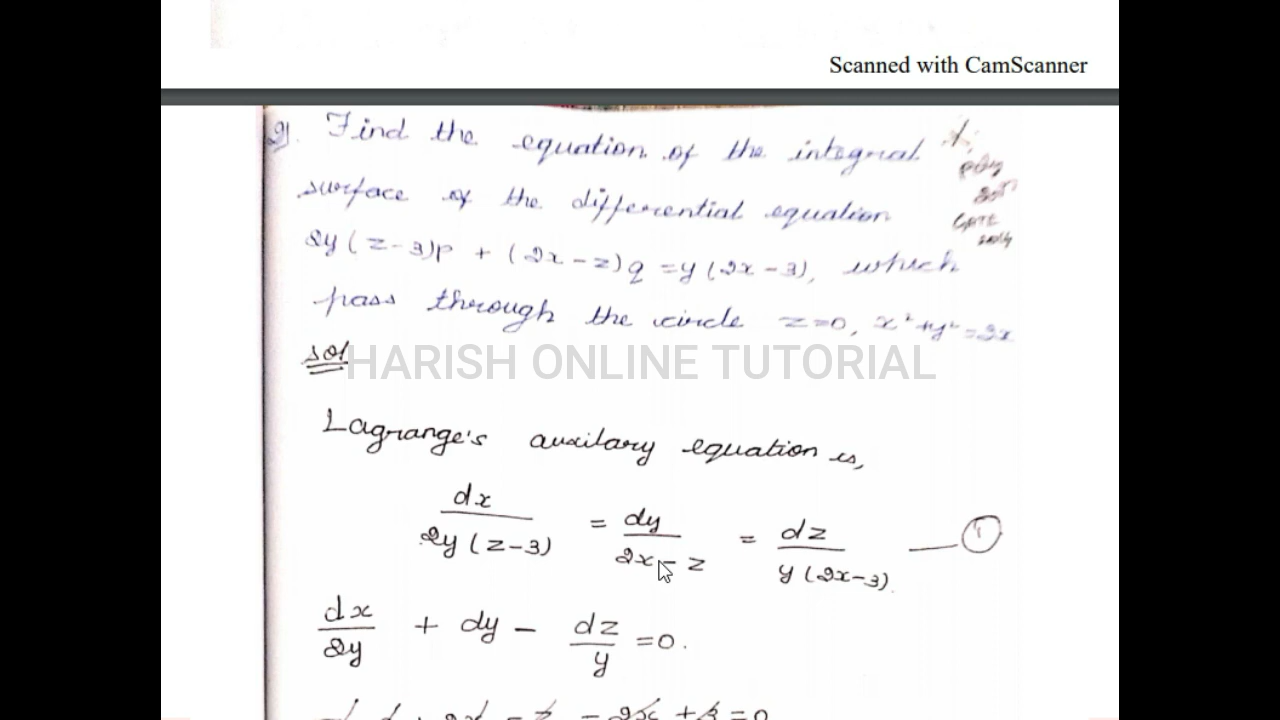 Scanned with CamScanner
9). Find the equation of the integral
surface of the differential equation
2y(z-3)p + (2x-z)q = y(2x-3), which
pass through the circle z=0, x²+y²=2x
sol
HARISH ONLINE TUTORIAL
Lagrange's auxilary equation is,
dx/2y(z-3) = dy/2x-z = dz/y(2x-3) — ①
dx/2y + dy - dz/y = 0.